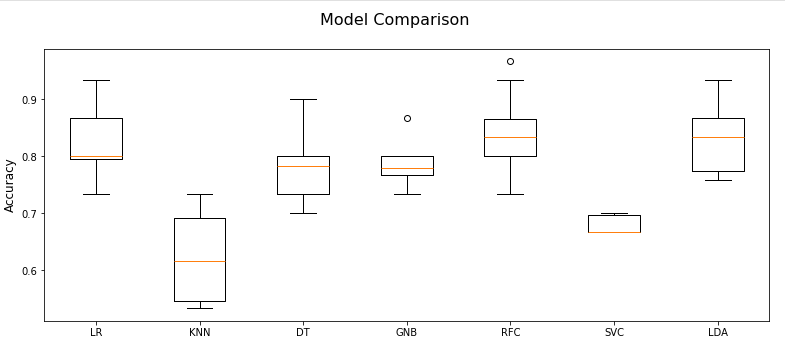 Model Comparison
Accuracy
0.9
0.8
0.7
0.6
LR KNN DT GNB RFC SVC LDA